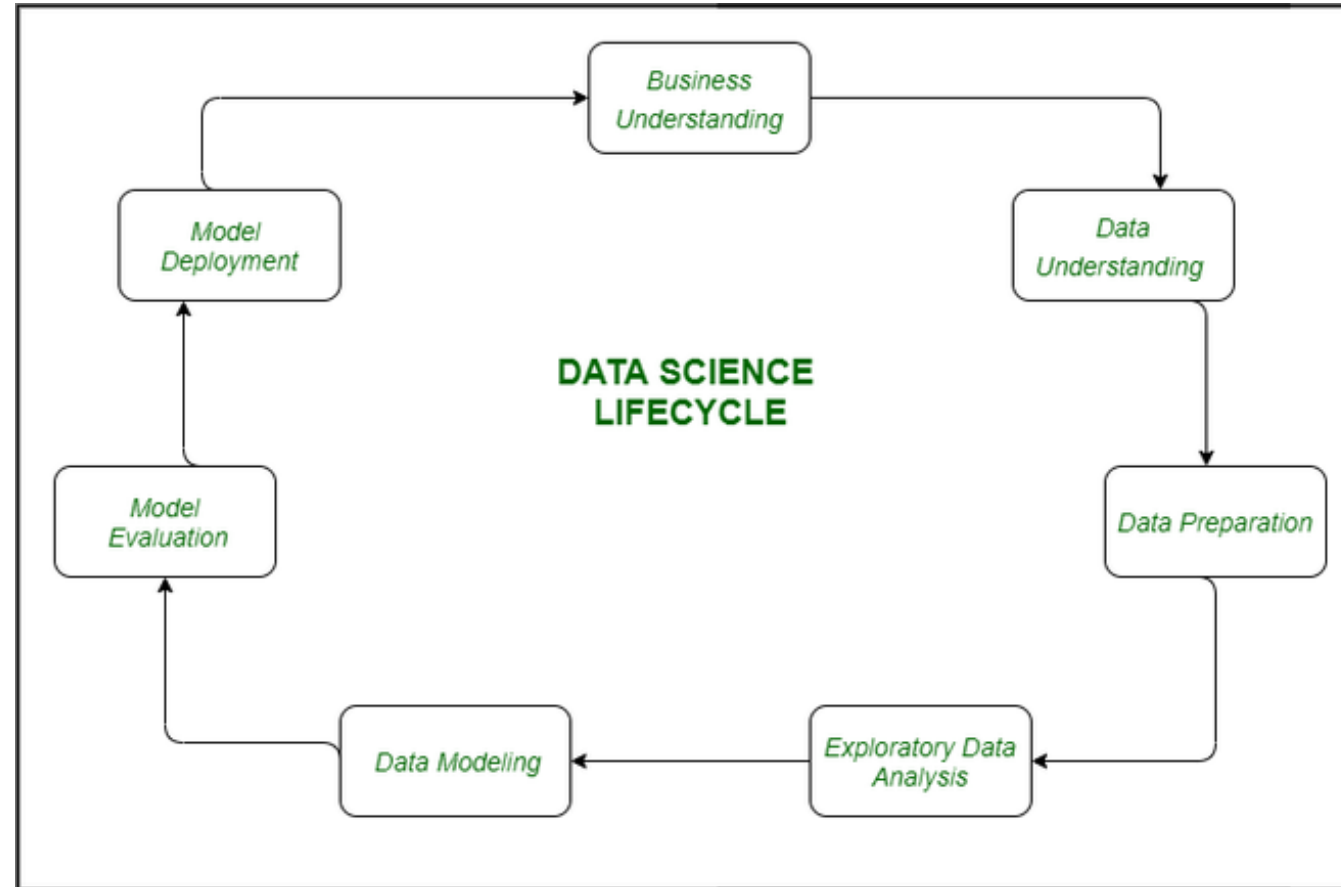 Business
Understanding
Data
Understanding
Data Preparation
Exploratory Data
Analysis
Data Modeling
Model
Evaluation
Model
Deployment
DATA SCIENCE
LIFECYCLE